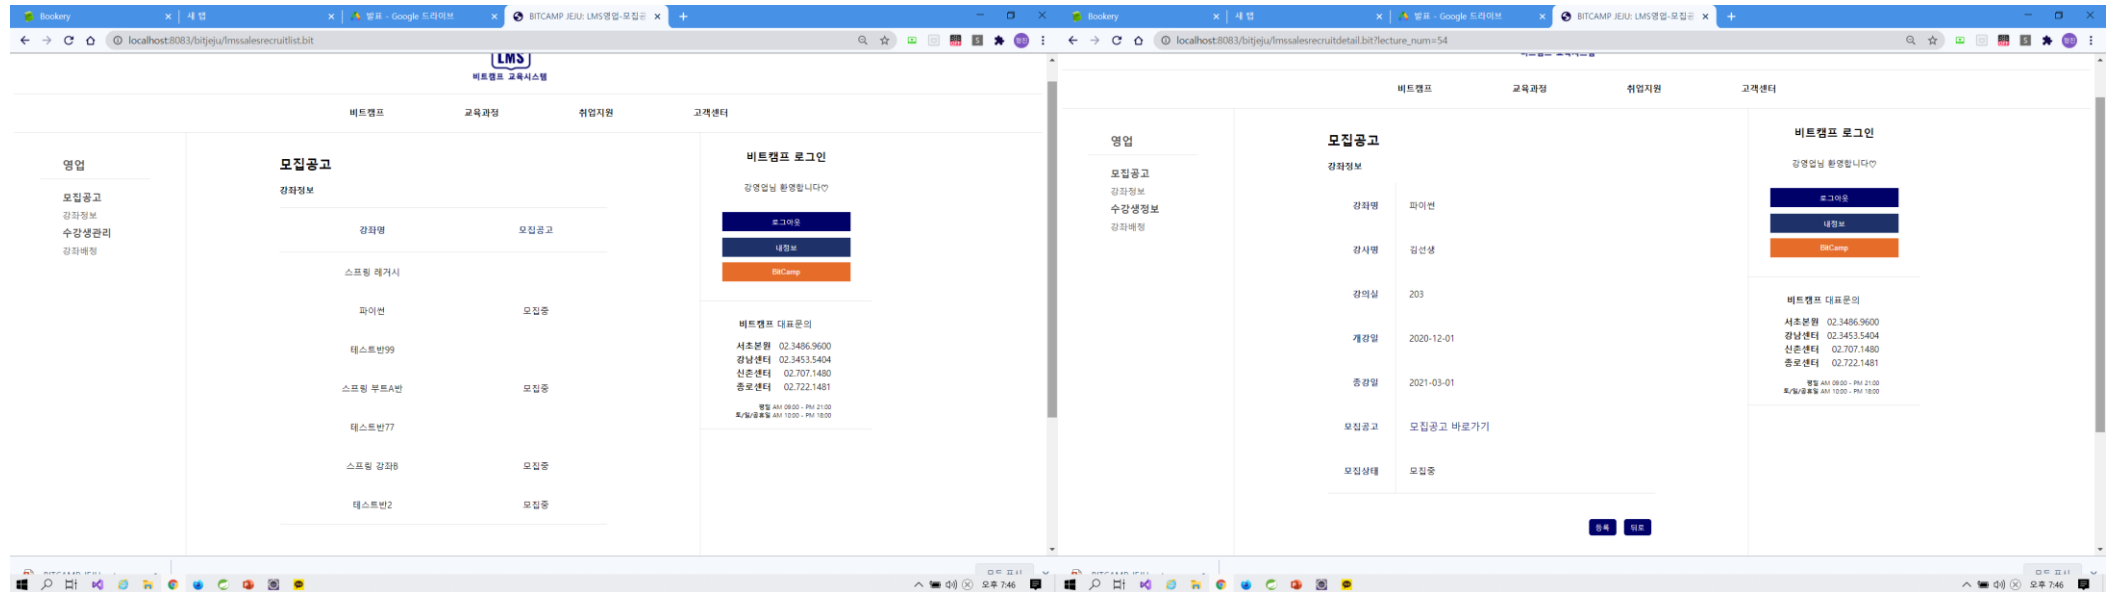 Bookery
새 탭
발표 - Google 드라이브
BITCAMP JEJU: LMS영업-모집공
localhost:8083/bitjeju/lmssalesrecruitlist.bit
LMS
비트캠프 교육시스템
비트캠프 교육과정 취업지원 고객센터
영업
모집공고
강좌정보
수강생관리
강좌배정
모집공고
강좌정보
강좌명 모집공고
스프링 레거시
파이썬 모집중
테스트반99
스프링 부트A반 모집중
테스트반77
스프링 강좌B 모집중
테스트반2 모집중
비트캠프 로그인
강영업님 환영합니다♡
로그아웃
내정보
BitCamp
비트캠프 대표문의
서초본원 02.3486.9600
강남센터 02.3453.5404
신촌센터 02.707.1480
종로센터 02.722.1481
평일 AM 09:00 - PM 21:00
토/일/공휴일 AM 10:00 - PM 18:00
오후 7:46
Bookery
새 탭
발표 - Google 드라이브
BITCAMP JEJU: LMS영업-모집공
localhost:8083/bitjeju/lmssalesrecruitdetail.bit?lecture_num=54
비트캠프 교육과정 취업지원 고객센터
영업
모집공고
강좌정보
수강생정보
강좌배정
모집공고
강좌정보
강좌명 파이썬
강사명 김선생
강의실 203
개강일 2020-12-01
종강일 2021-03-01
모집공고 모집공고 바로가기
모집상태 모집중
등록 뒤로
비트캠프 로그인
강영업님 환영합니다♡
로그아웃
내정보
BitCamp
비트캠프 대표문의
서초본원 02.3486.9600
강남센터 02.3453.5404
신촌센터 02.707.1480
종로센터 02.722.1481
평일 AM 09:00 - PM 21:00
토/일/공휴일 AM 10:00 - PM 18:00
오후 7:46